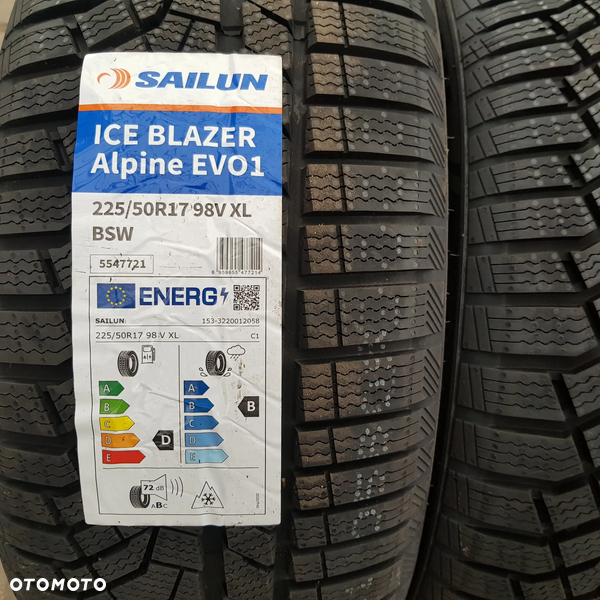 SAILUN
ICE BLAZER
Alpine EVO1
225/50R17 98V XL
BSW
5547721
ENERG
SAILUN 153-3220012058
225/50R17 98 V XL C1
A
B
C
D
E
D
A
B
C
D
E
B
72 dB
ABC
OTOMOTO